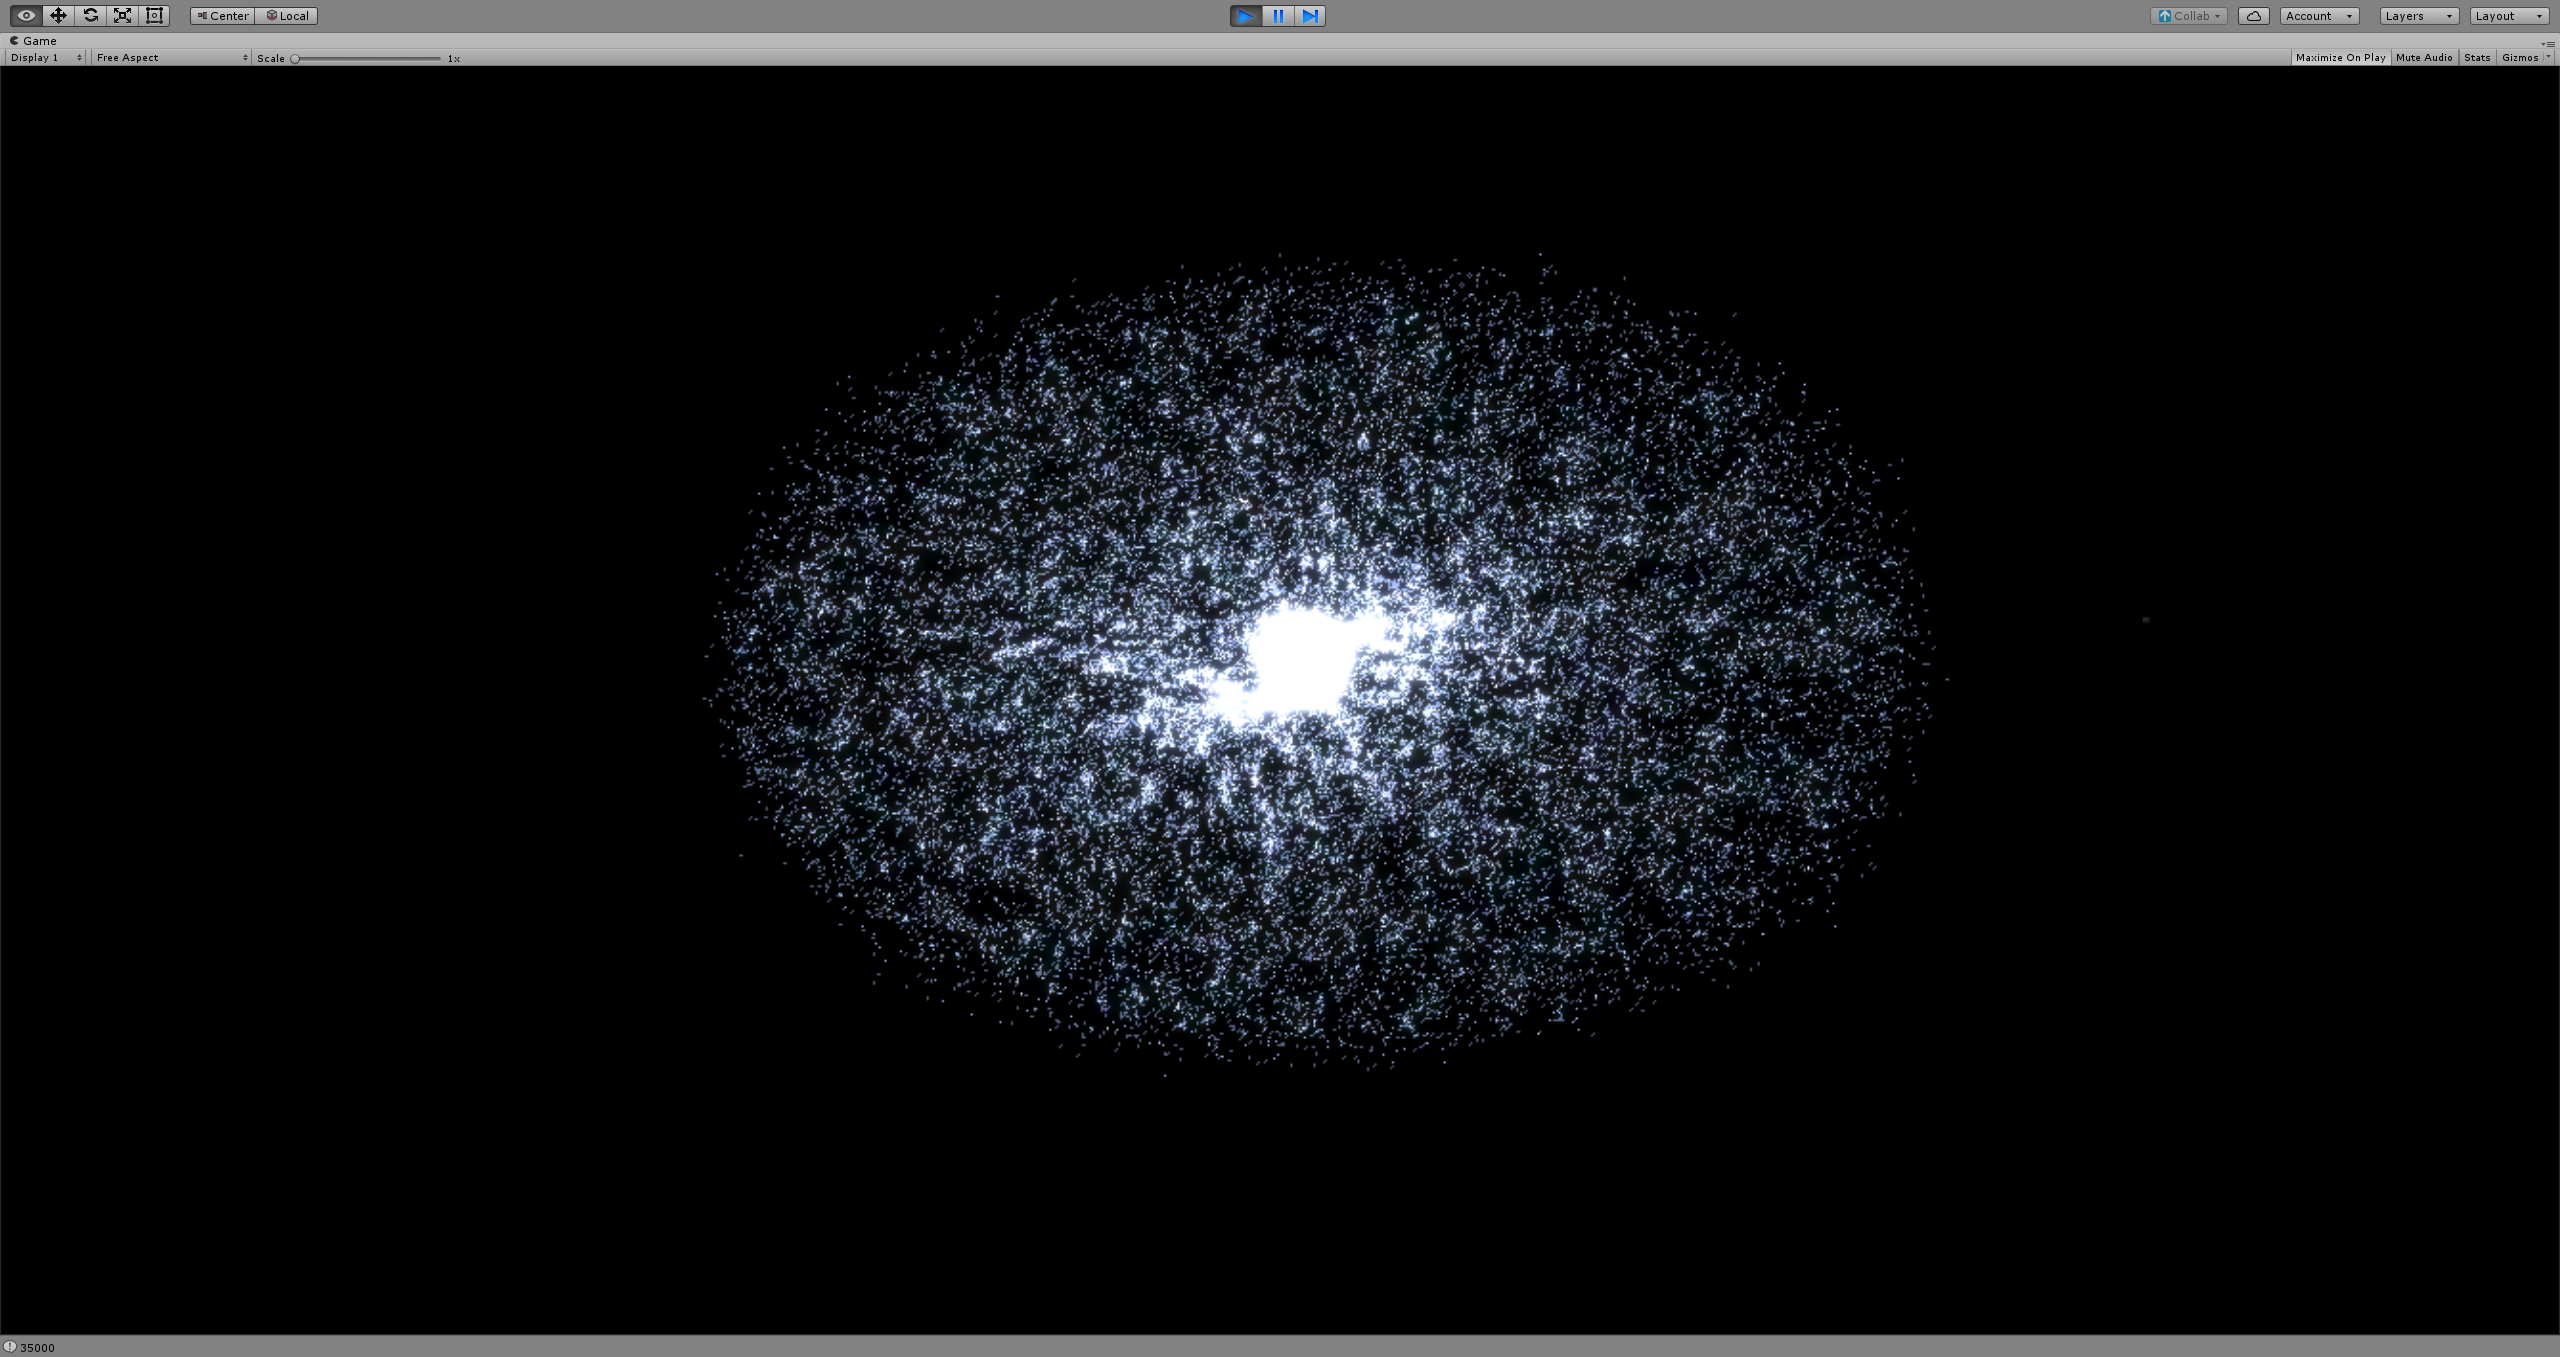 Center Local Collab Account Layers Layout
Game
Display 1 Free Aspect Scale 1x Maximize On Play Mute Audio Stats Gizmos
35000